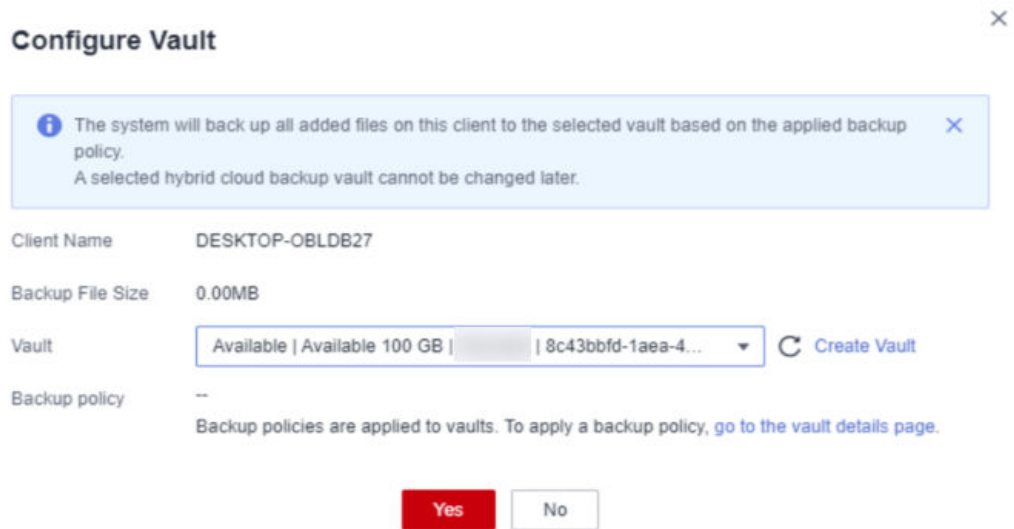 Configure Vault
The system will back up all added files on this client to the selected vault based on the applied backup
policy.
A selected hybrid cloud backup vault cannot be changed later.
Client Name DESKTOP-OBLDB27
Backup File Size 0.00MB
Vault Available | Available 100 GB | | 8c43bbfd-1aea-4... Create Vault
Backup policy --
Backup policies are applied to vaults. To apply a backup policy, go to the vault details page.
Yes No